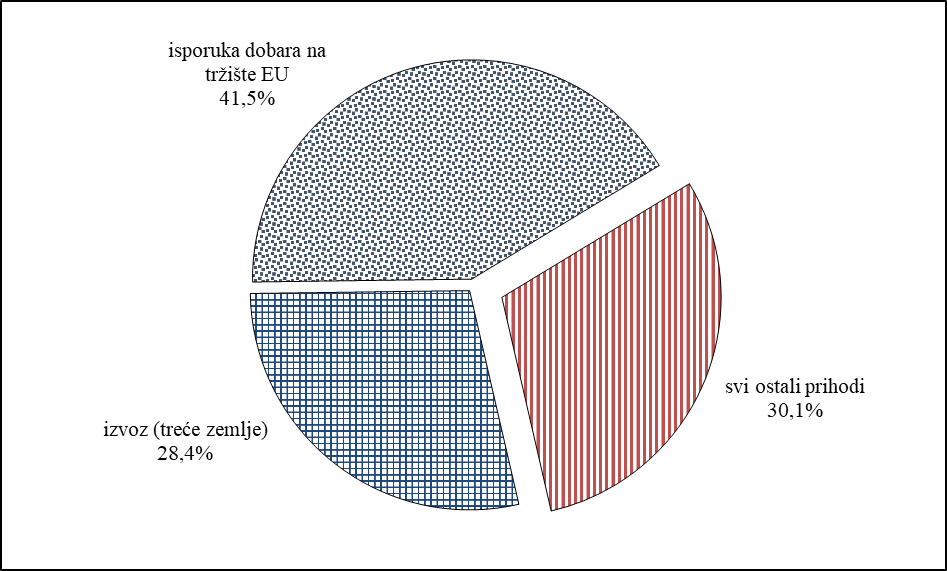 isporuka dobara na
tržište EU
41,5%
svi ostali prihodi
30,1%
izvoz (treće zemlje)
28,4%